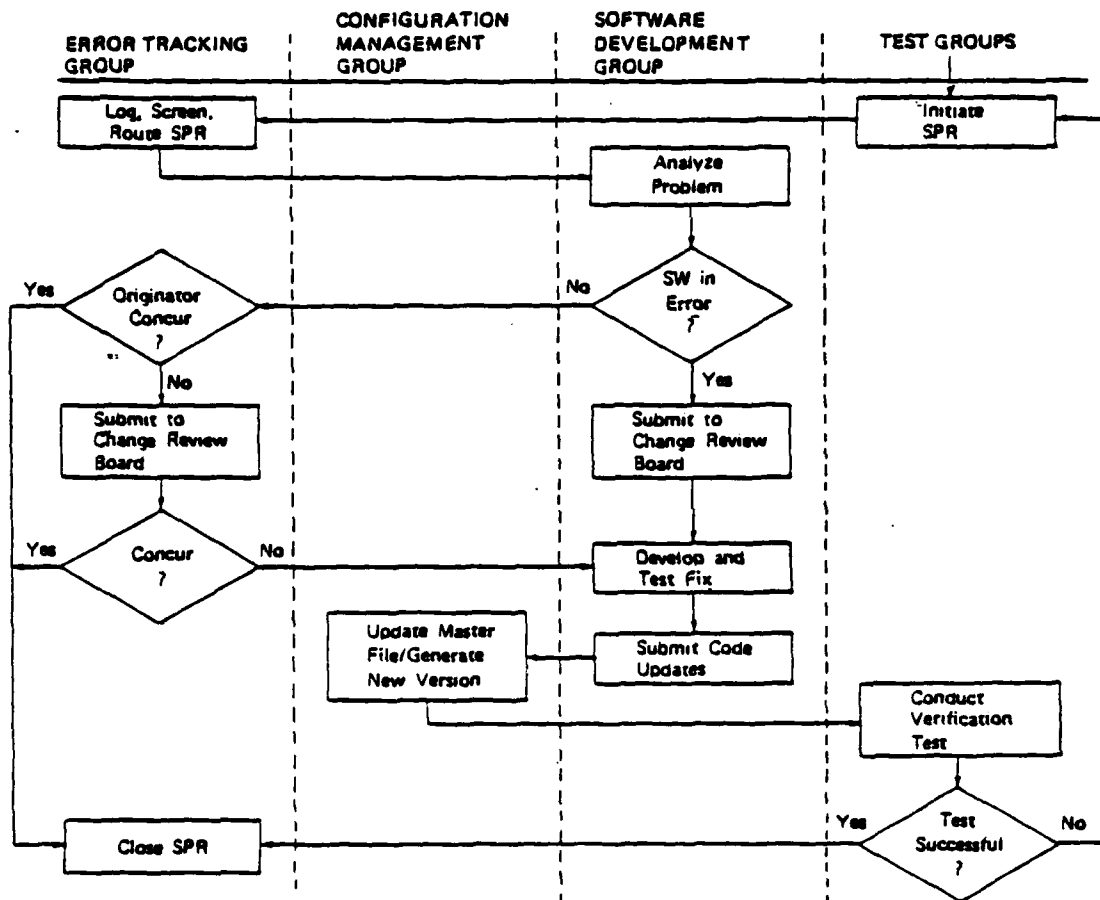 ERROR TRACKING
GROUP
CONFIGURATION
MANAGEMENT
GROUP
SOFTWARE
DEVELOPMENT
GROUP
TEST GROUPS
Log, Screen,
Route SPR
Initiate
SPR
Analyze
Problem
Yes
Originator
Concur
?
No
SW in
Error
?
No
Yes
Submit to
Change Review
Board
Submit to
Change Review
Board
Yes
Concur
?
No
Develop and
Test Fix
Update Master
File/Generate
New Version
Submit Code
Updates
Conduct
Verification
Test
Close SPR
Yes
Test
Successful
?
No